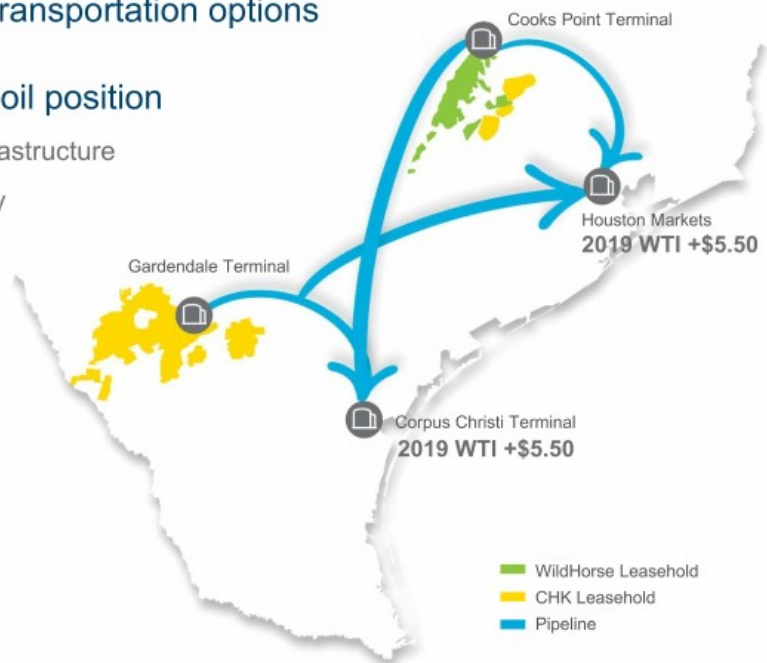 ransportation options
oil position
astructure
Cooks Point Terminal
Houston Markets
2019 WTI +$5.50
Gardendale Terminal
Corpus Christi Terminal
2019 WTI +$5.50
WildHorse Leasehold
CHK Leasehold
Pipeline